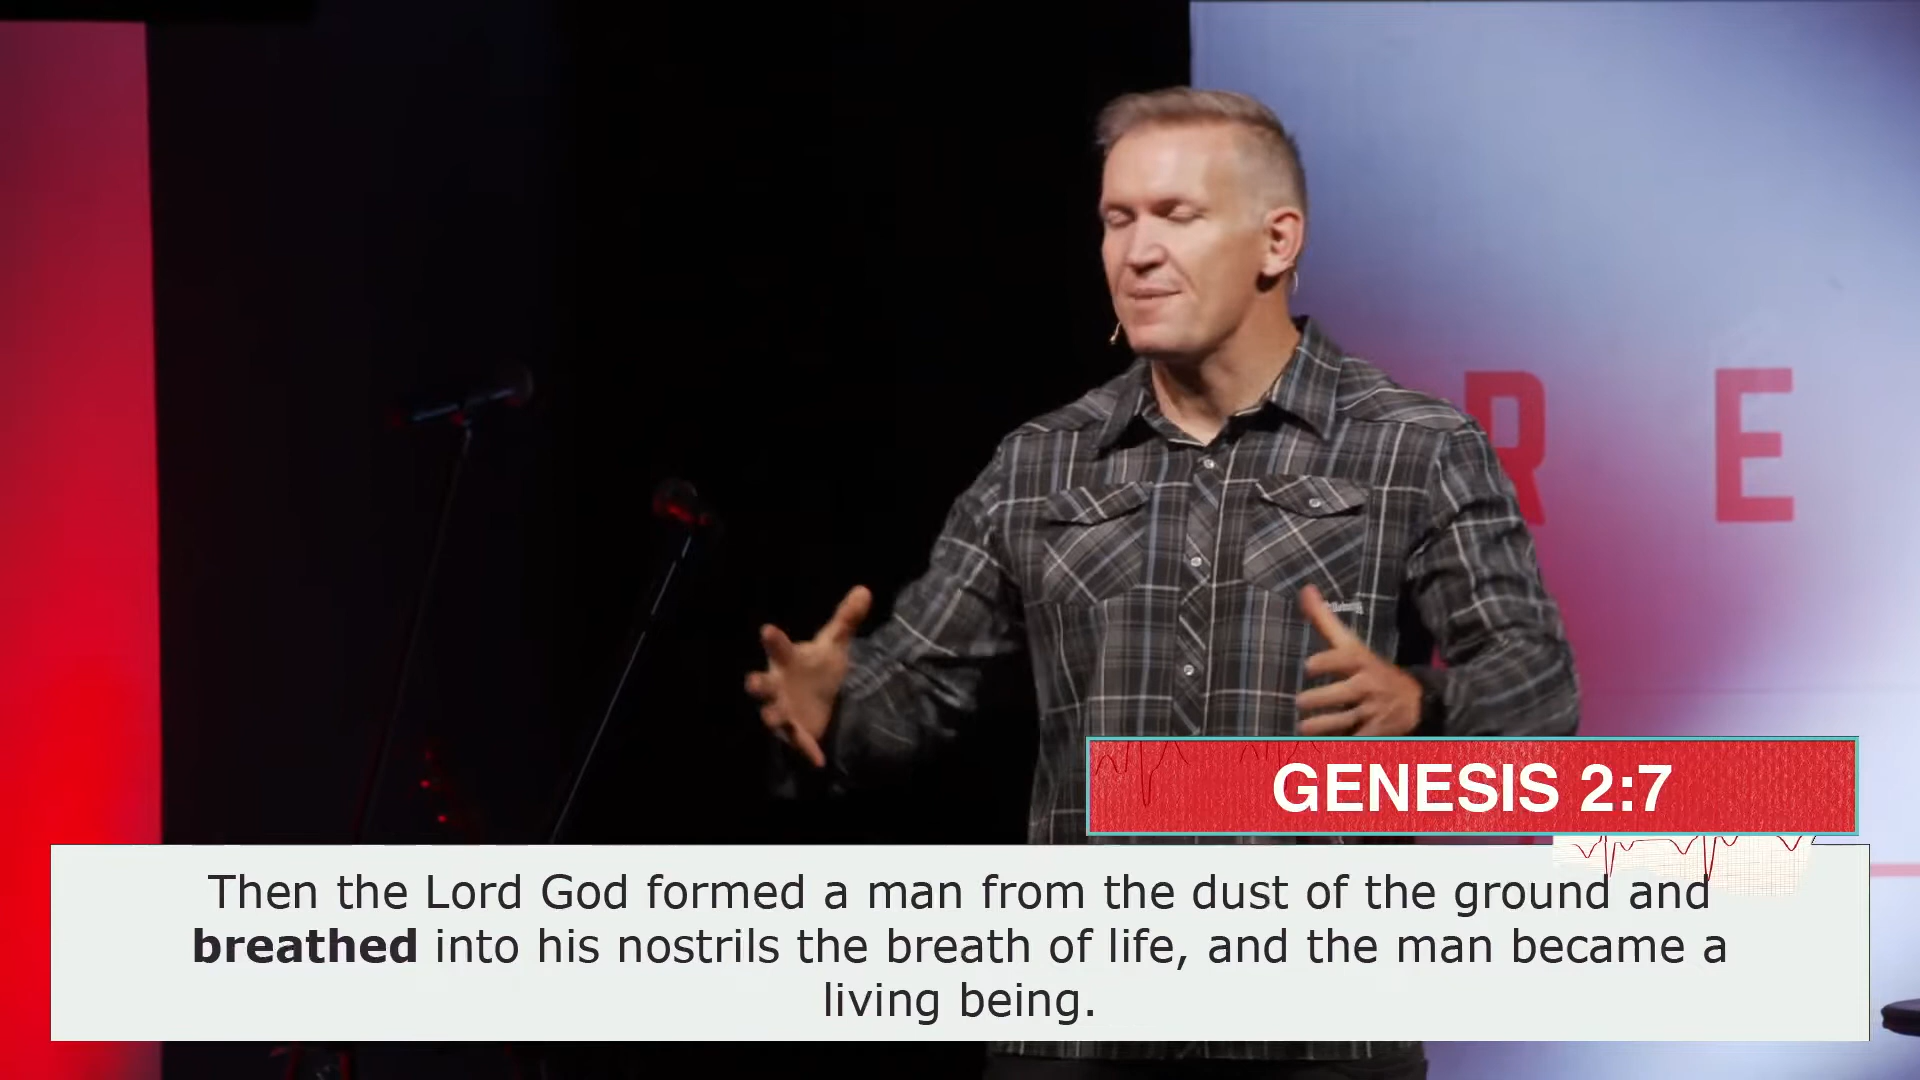 R E
GENESIS 2:7
Then the Lord God formed a man from the dust of the ground and
breathed into his nostrils the breath of life, and the man became a
living being.